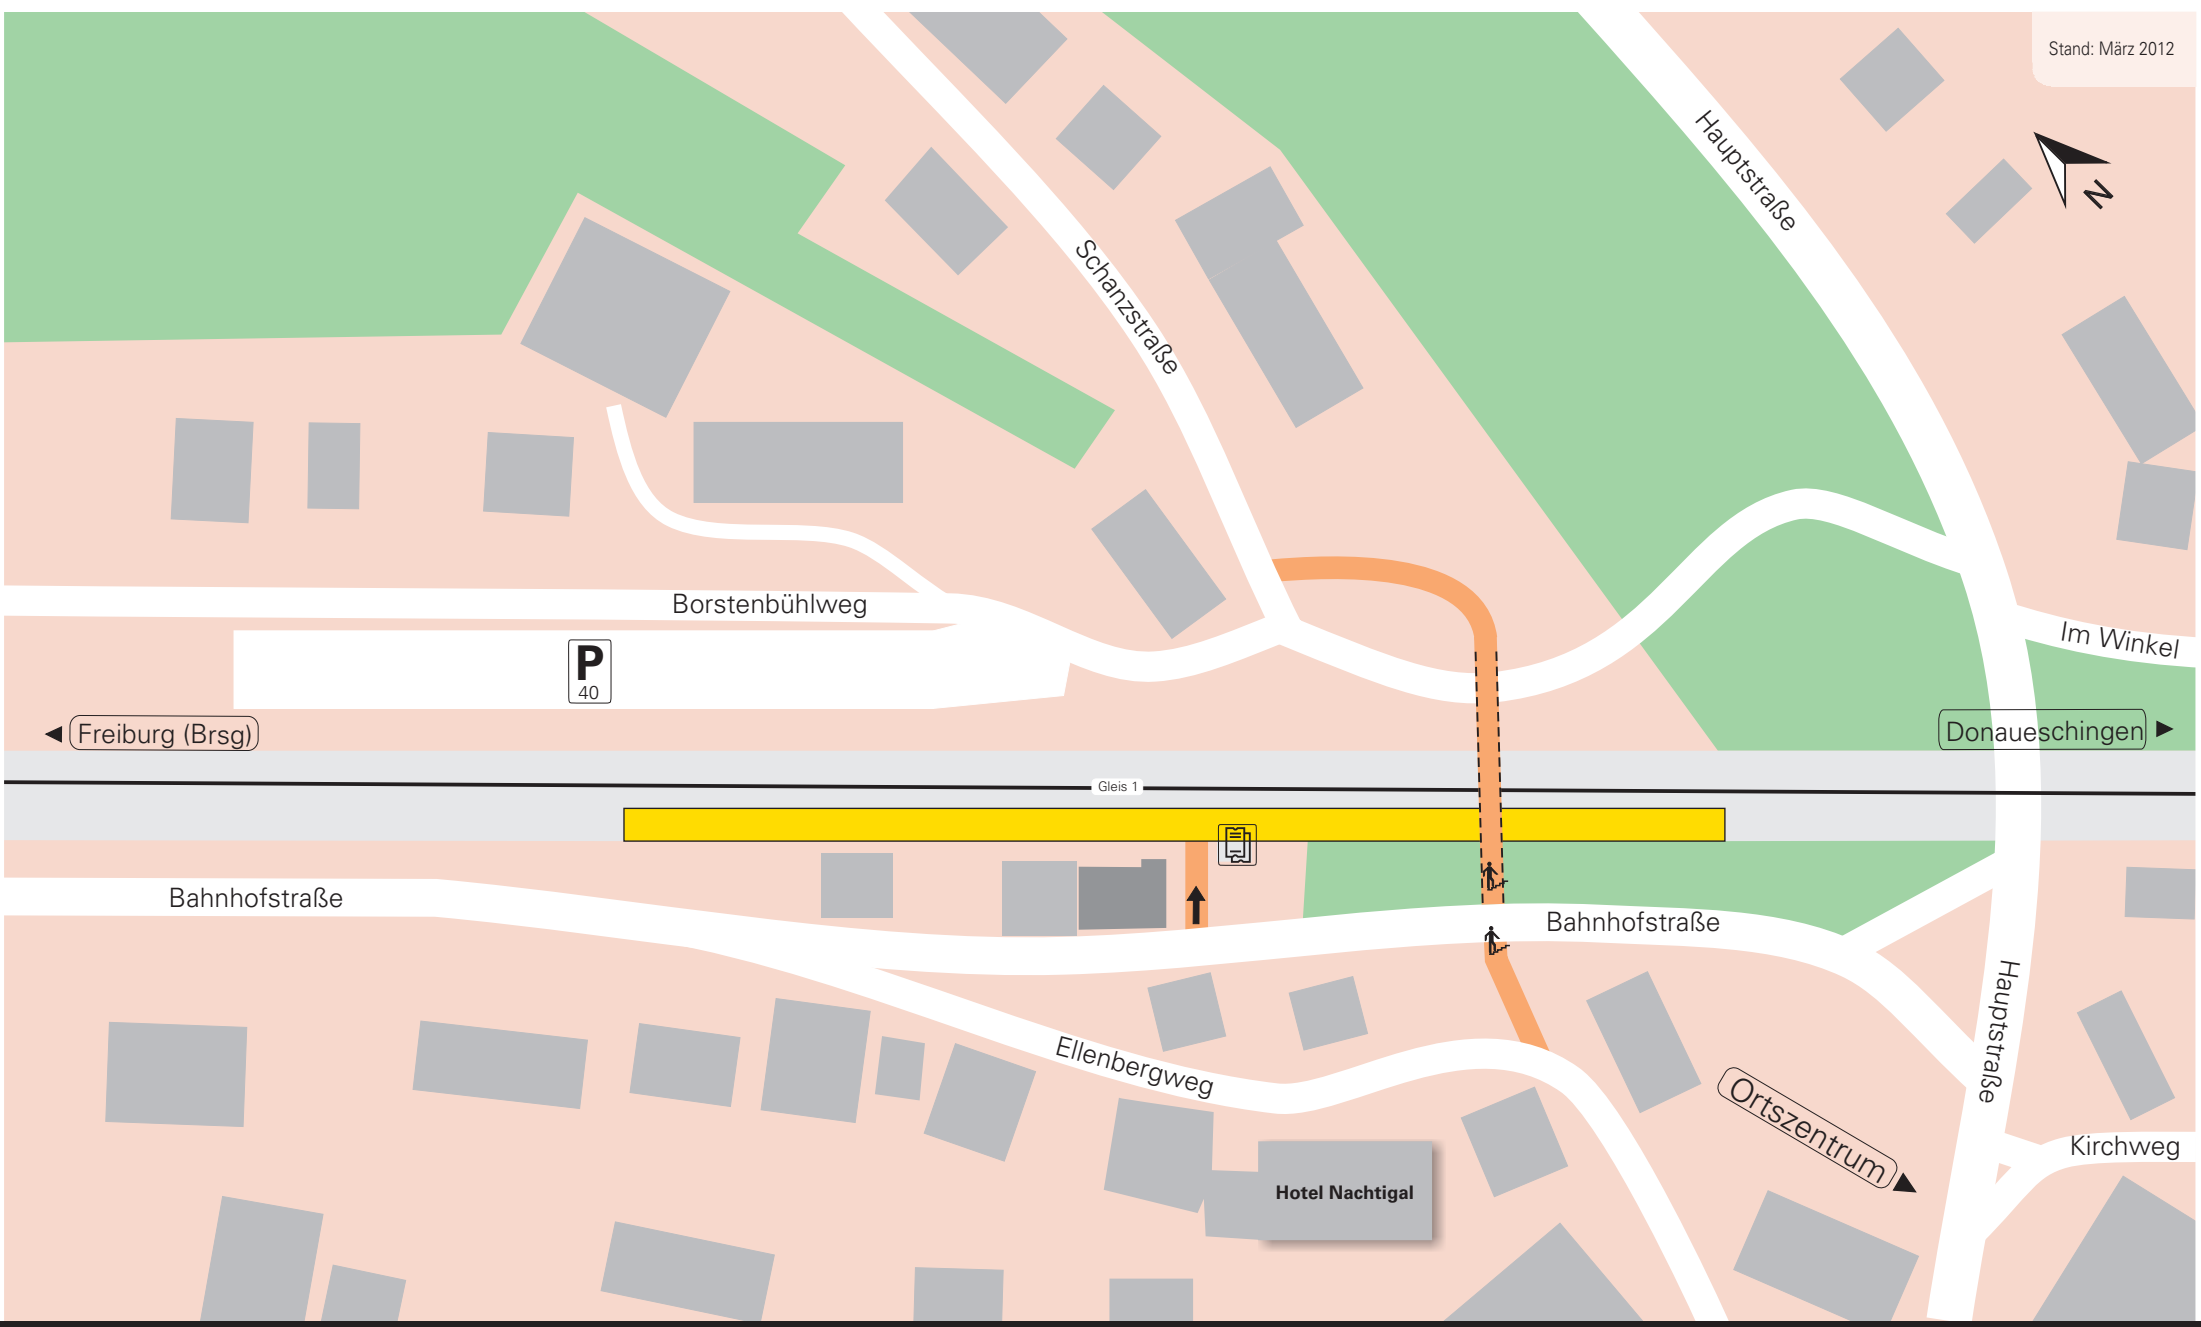 Stand: März 2012
Hauptstraße
N
Schanzstraße
Borstenbühlweg
Im Winkel
P
40
Freiburg (Brsg)
Donaueschingen
Gleis 1
Bahnhofstraße
Bahnhofstraße
Hauptstraße
Ellenbergweg
Ortszentrum
Kirchweg
Hotel Nachtigal